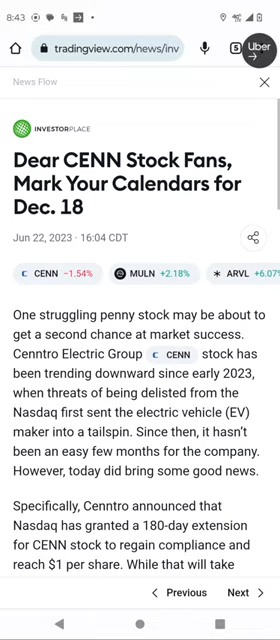 8:43
tradingview.com/news/inv
5
Uber
News Flow
INVESTORPLACE
Dear CENN Stock Fans,
Mark Your Calendars for
Dec. 18
Jun 22, 2023 · 16:04 CDT
CENN −1.54% MULN +2.18% ARVL +6.07%
One struggling penny stock may be about to
get a second chance at market success.
Cenntro Electric Group CENN stock has
been trending downward since early 2023,
when threats of being delisted from the
Nasdaq first sent the electric vehicle (EV)
maker into a tailspin. Since then, it hasn't
been an easy few months for the company.
However, today did bring some good news.
Specifically, Cenntro announced that
Nasdaq has granted a 180-day extension
for CENN stock to regain compliance and
reach $1 per share. While that will take
Previous Next